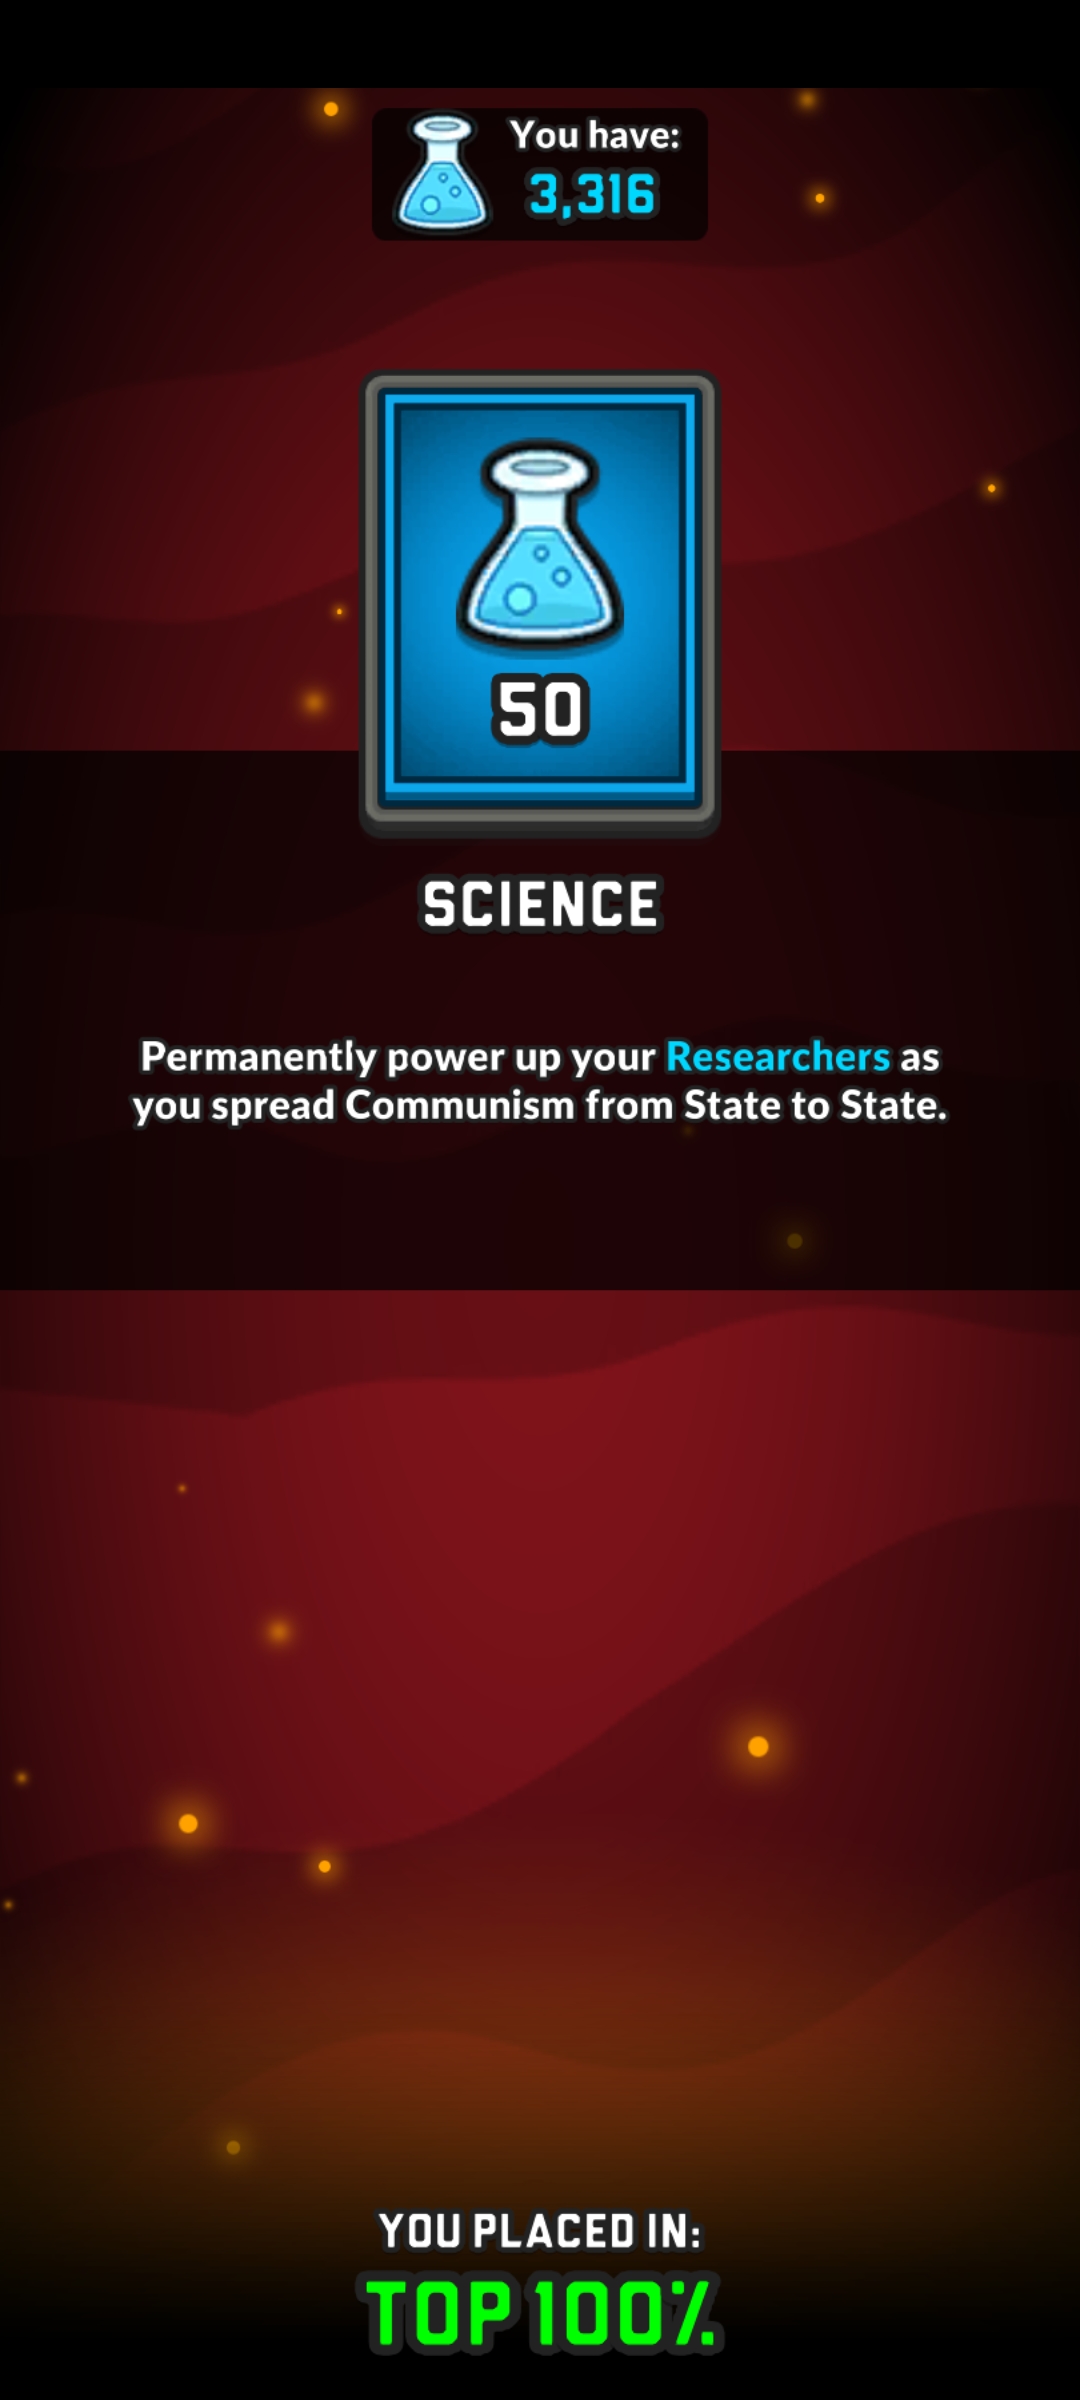 You have:
3,316
50
SCIENCE
Permanently power up your Researchers as
you spread Communism from State to State.
YOU PLACED IN:
TOP 100%